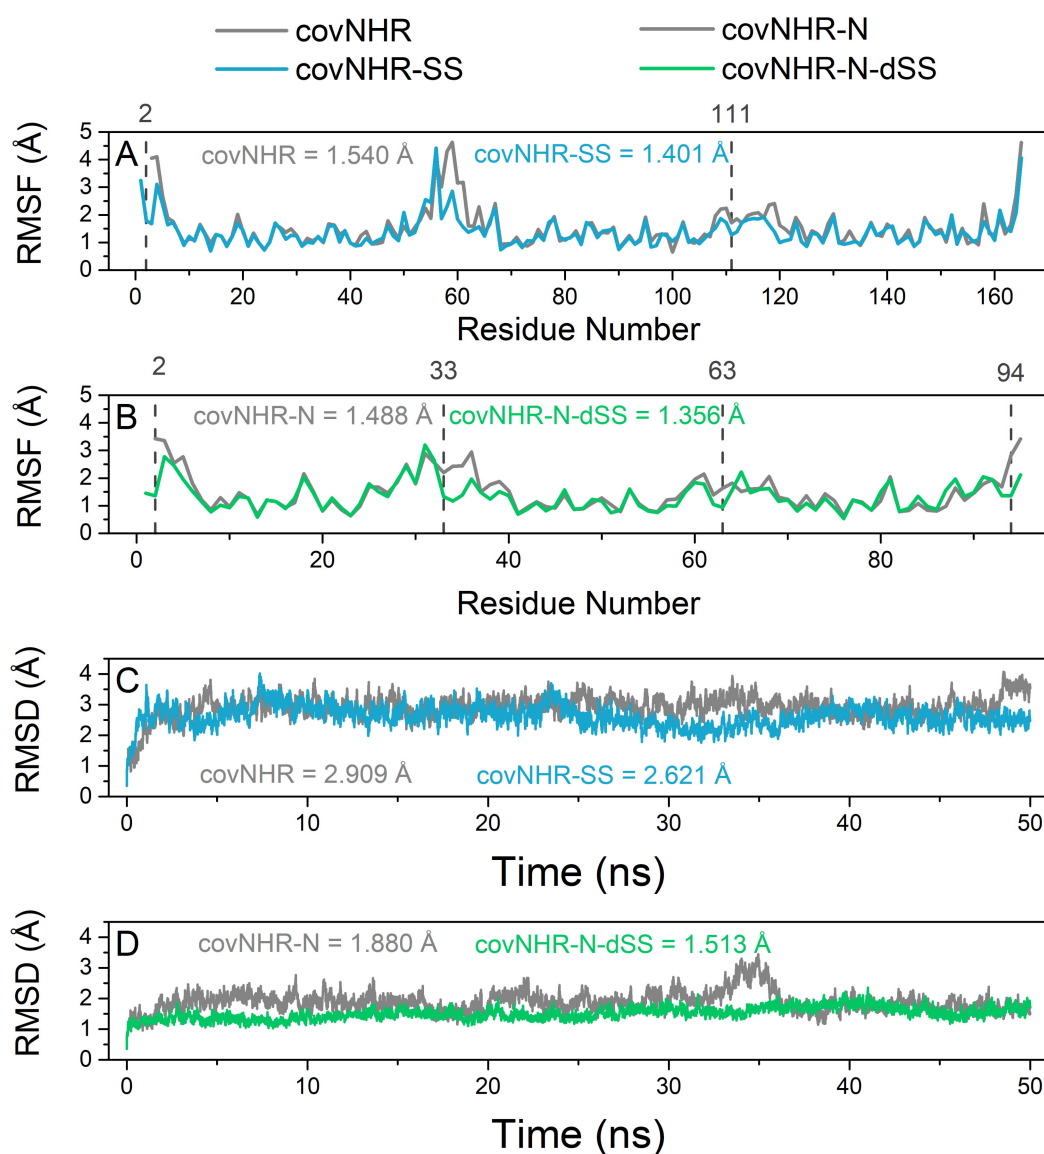 covNHR covNHR-N
covNHR-SS covNHR-N-dSS
2 111
A covNHR = 1.540 Å covNHR-SS = 1.401 Å
RMSF (Å)
5
4
3
2
1
0
0 20 40 60 80 100 120 140 160
Residue Number
2 33 63 94
B covNHR-N = 1.488 Å covNHR-N-dSS = 1.356 Å
RMSF (Å)
5
4
3
2
1
0
0 20 40 60 80
Residue Number
C
RMSD (Å)
4
3
2
1
0
covNHR = 2.909 Å covNHR-SS = 2.621 Å
0 10 20 30 40 50
Time (ns)
D covNHR-N = 1.880 Å covNHR-N-dSS = 1.513 Å
RMSD (Å)
4
3
2
1
0
0 10 20 30 40 50
Time (ns)